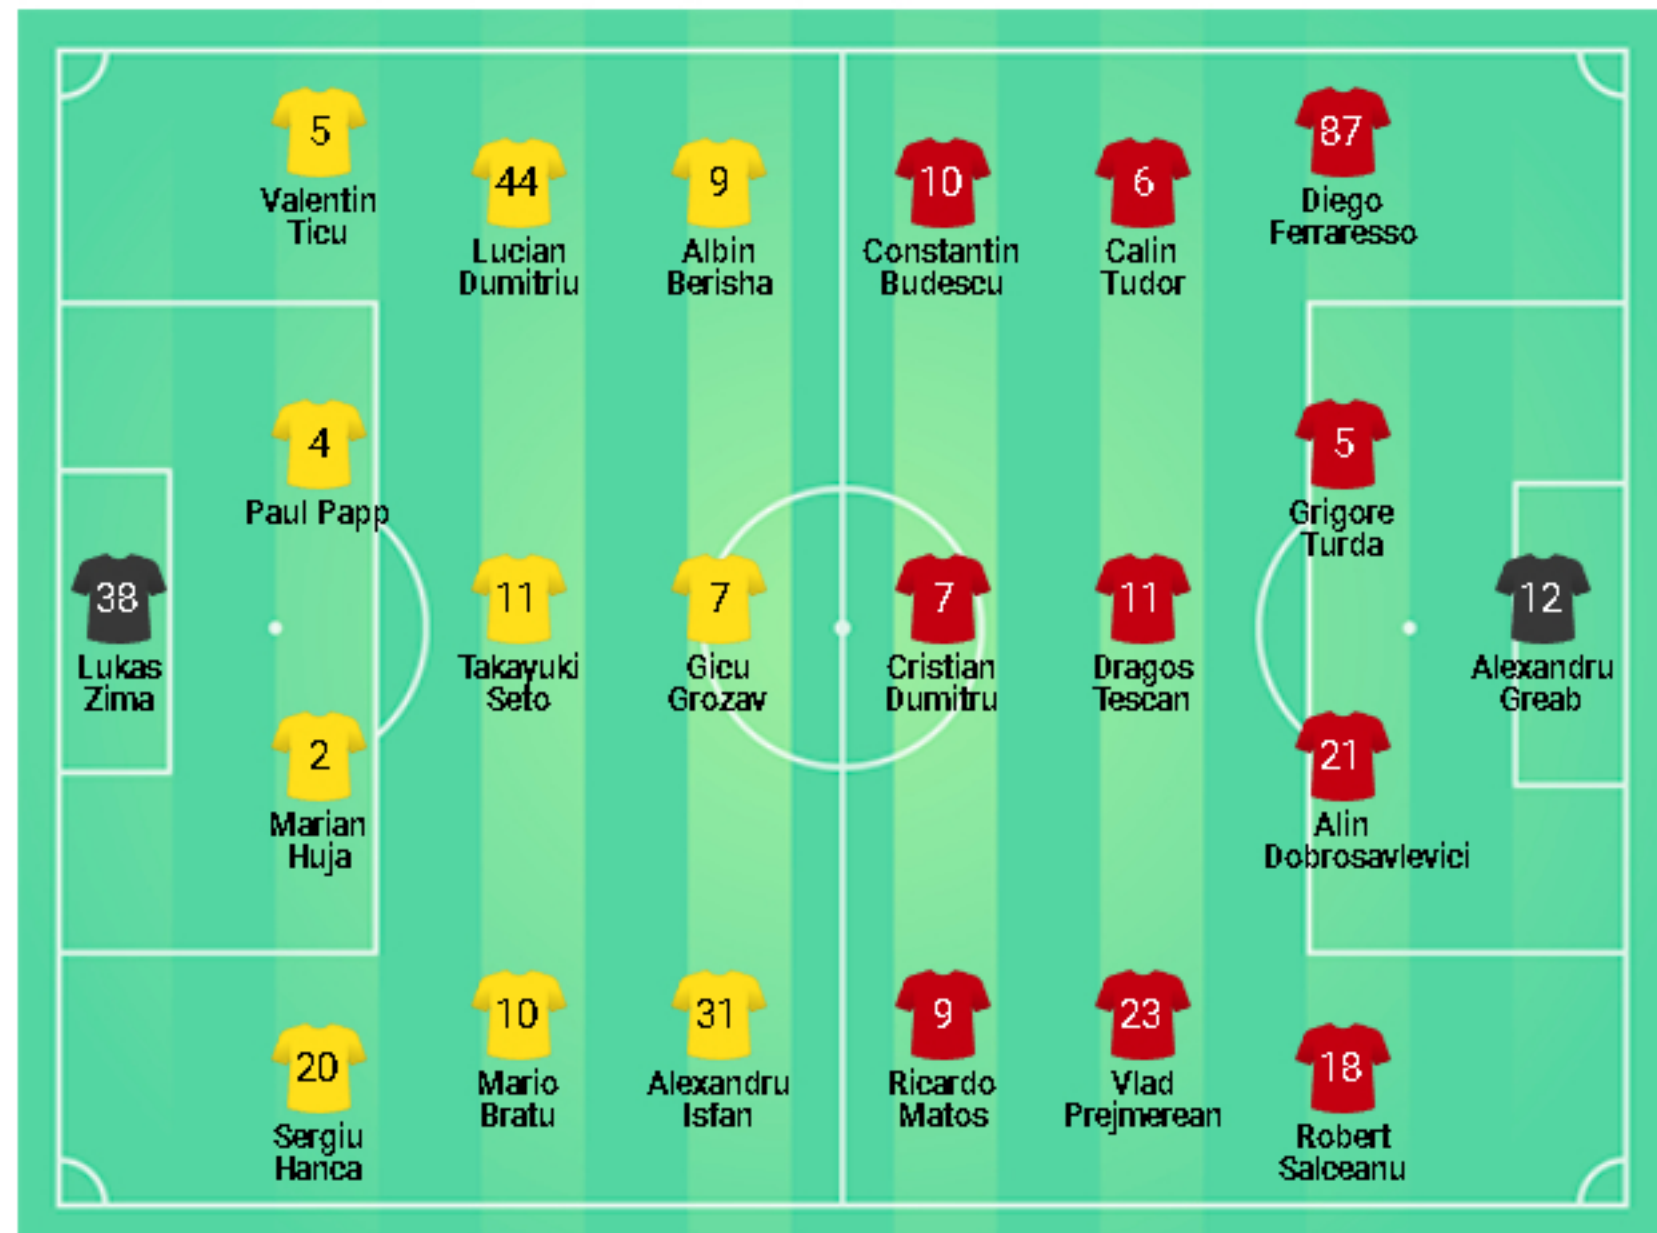 5
Valentin
Ticu
44
Lucian
Dumitriu
9
Albin
Berisha
10
Constantin
Budescu
6
Calin
Tudor
87
Diego
Ferraresso
4
Paul Papp
5
Grigore
Turda
38
Lukas
Zima
11
Takayuki
Seto
7
Gicu
Grozav
7
Cristian
Dumitru
11
Dragos
Tescan
12
Alexandru
Greab
2
Marian
Huja
21
Alin
Dobrosavlevici
20
Sergiu
Hanca
10
Mario
Bratu
31
Alexandru
Isfan
9
Ricardo
Matos
23
Vlad
Prejmerean
18
Robert
Salceanu